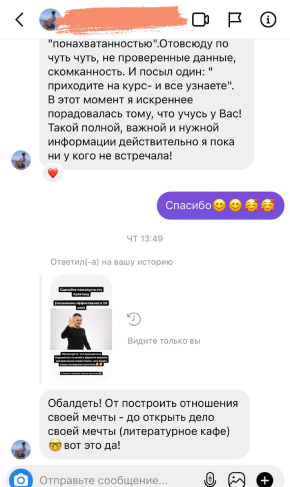 "понахватанностью".Отовсюду по
чуть чуть, не проверенные данные,
скомканность. И посыл один: "
приходите на курс- и все узнаете".
В этот момент я искреннее
порадовалась тому, что учусь у Вас!
Такой полной, важной и нужной
информации действительно я пока
ни у кого не встречала!
Спасибо😊😊🥰🥰
ЧТ 13:49
Ответил(-а) на вашу историю
Видите только вы
Обалдеть! От построить отношения
своей мечты - до открыть дело
своей мечты (литературное кафе)
🤓вот это да!
Отправьте сообщение...